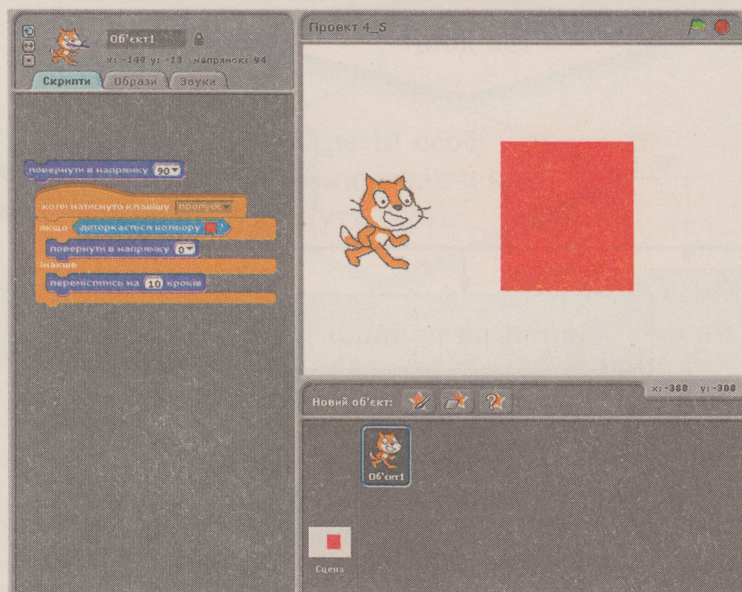 Об'єкт1
x: -149 y: -13 напрямок: 94
Скрипти Образи Звуки
повернути в напрямку 90
коли натиснуто клавішу пропуск
якщо доторкається кольору ?
повернути в напрямку 0
інакше
переміститись на 10 кроків
Проект 4_5
x: -380 y: -308
Новий об'єкт:
Об'єкт1
Сцена